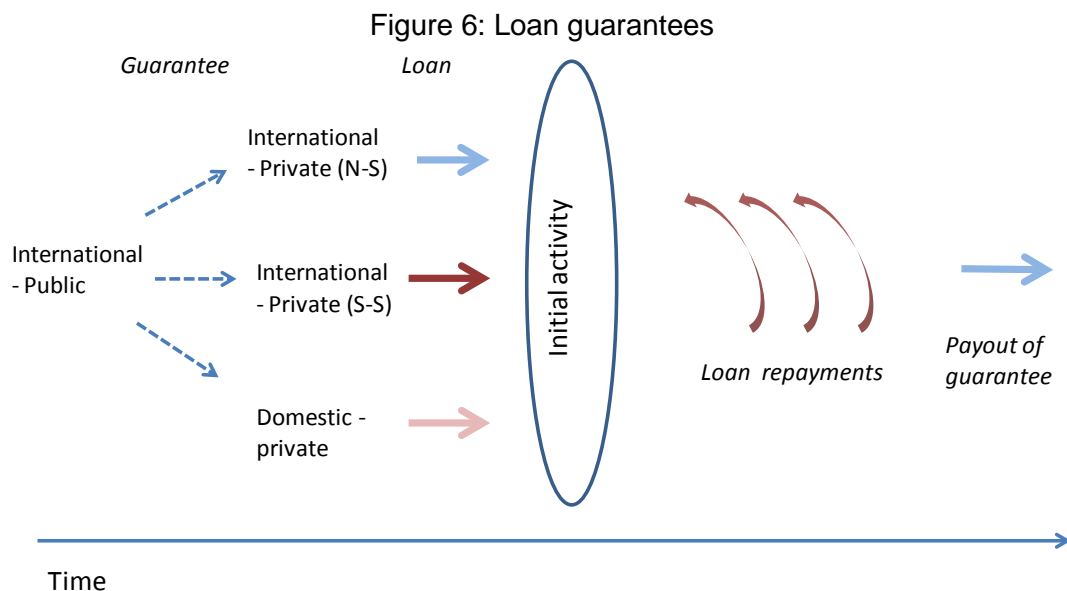 Figure 6: Loan guarantees
Guarantee
Loan
International
- Private (N-S)
International
- Public
International
- Private (S-S)
Domestic -
private
Initial activity
Loan repayments
Payout of
guarantee
Time